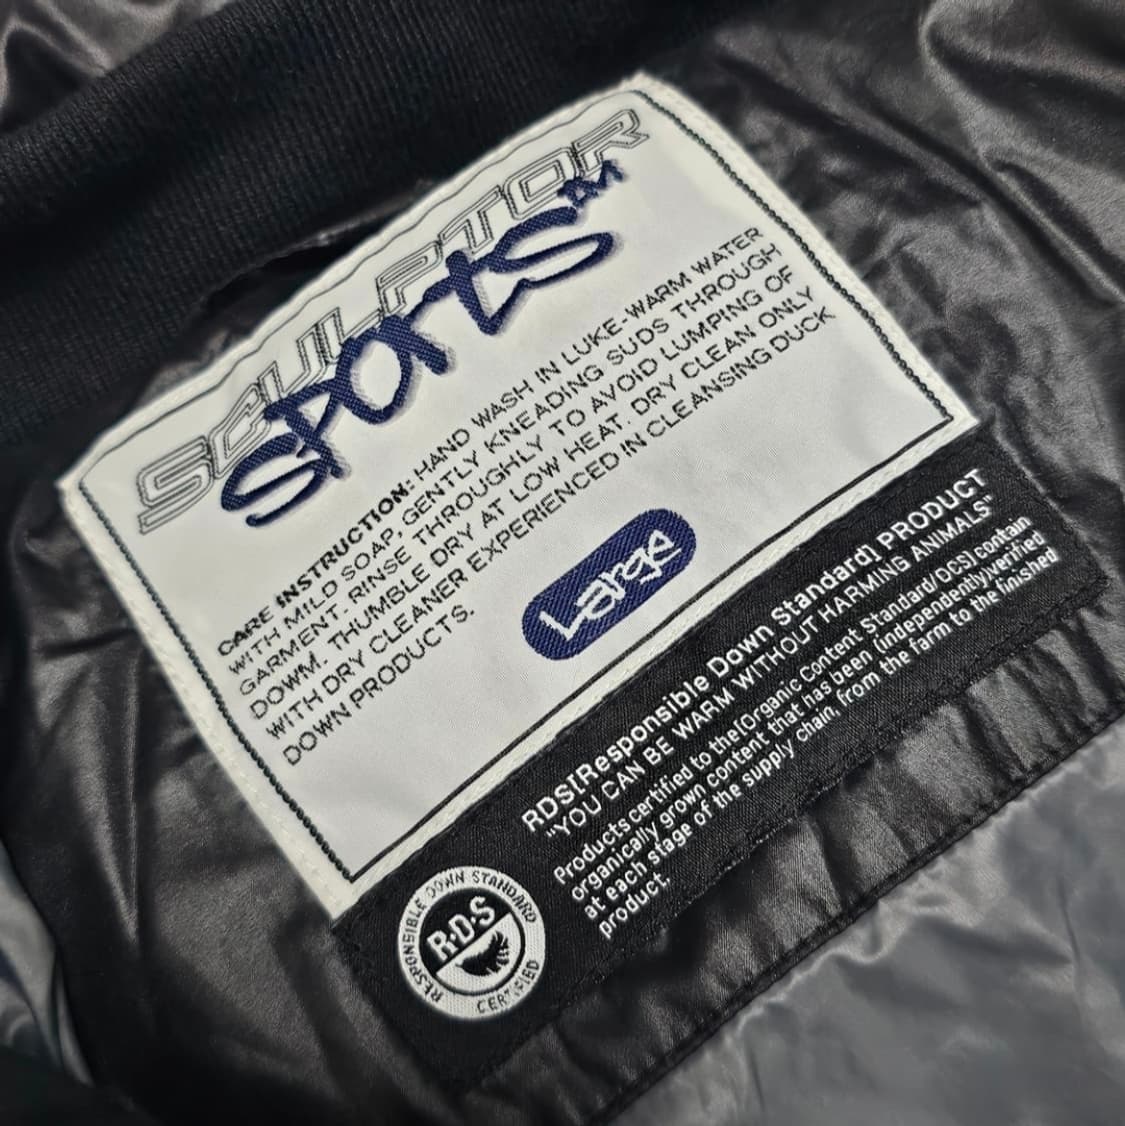 SCULPTOR
SPOrts™
CARE INSTRUCTION: HAND WASH IN LUKE-WARM WATER
WITH MILD SOAP, GENTLY KNEADING SUDS THROUGH
GARMENT. RINSE THROUGHLY TO AVOID LUMPING OF
DOWM. THUMBLE DRY AT LOW HEAT. DRY CLEAN ONLY
WITH DRY CLEANER EXPERIENCED IN CLEANSING DUCK
DOWN PRODUCTS.
Large
RDS[Responsible Down Standard] PRODUCT
"YOU CAN BE WARM WITHOUT HARMING ANIMALS"
Products certified to the[Organic Content Standard/OCS] contain
organically grown content that has been (independently)verified
at each stage of the supply chain, from the farm to the finished
product.
RESPONSIBLE DOWN STANDARD
R·D·S
CERTIFIED